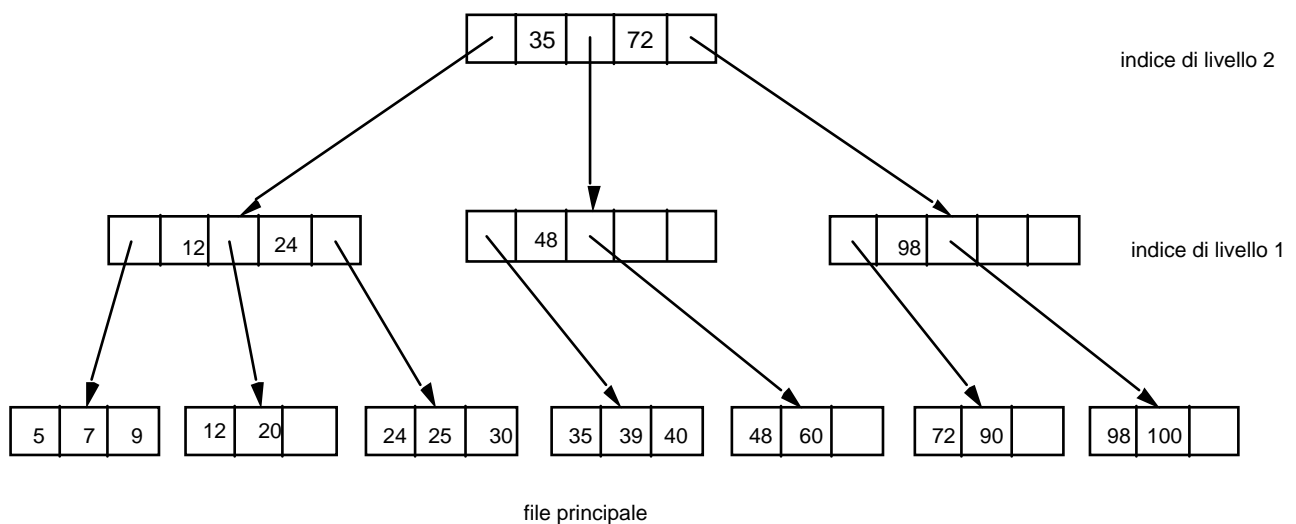 35 72
indice di livello 2
12 24
48
98
indice di livello 1
5 7 9
12 20
24 25 30
35 39 40
48 60
72 90
98 100
file principale